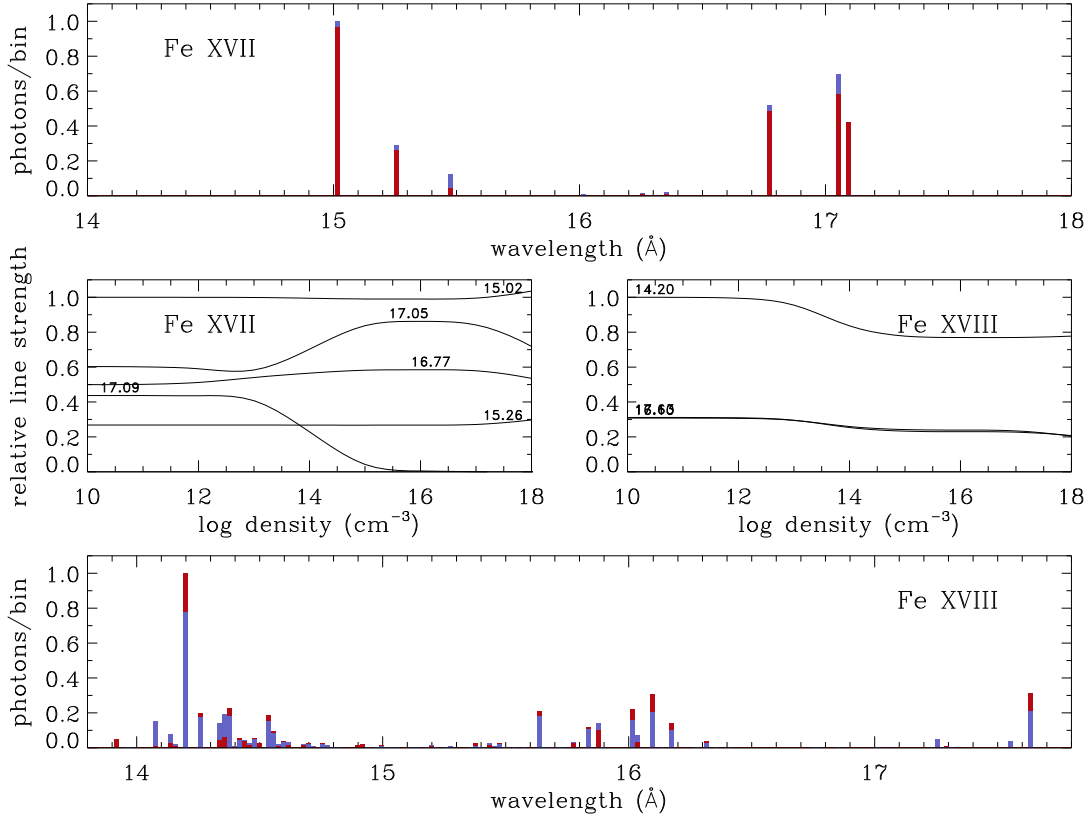 photons/bin
1.0
0.8
0.6
0.4
0.2
0.0
Fe XVII
14 15 16 17 18
wavelength (Å)
relative line strength
1.0
0.8
0.6
0.4
0.2
0.0
Fe XVII
15.02
17.05
16.77
17.09
15.26
10 12 14 16 18
log density (cm⁻³)
1.0
0.8
0.6
0.4
0.2
0.0
14.20
Fe XVIII
10 12 14 16 18
log density (cm⁻³)
photons/bin
1.0
0.8
0.6
0.4
0.2
0.0
Fe XVIII
14 15 16 17
wavelength (Å)